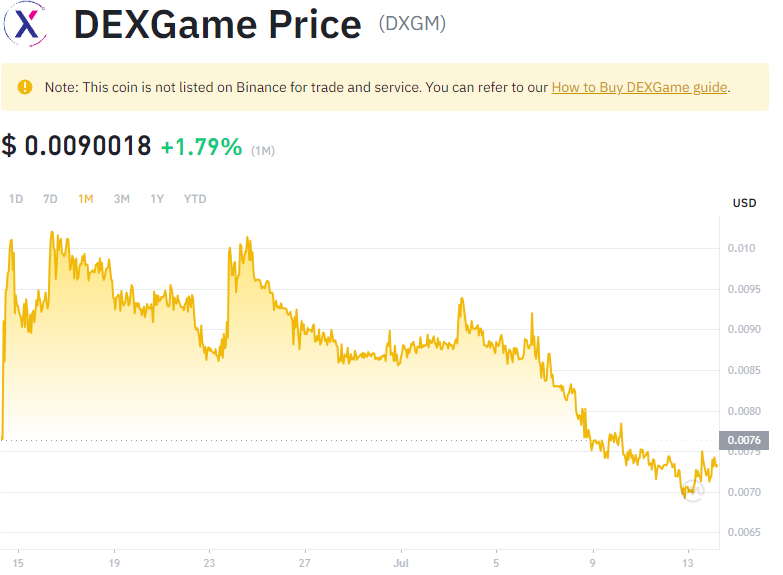 DEXGame Price (DXGM)
Note: This coin is not listed on Binance for trade and service. You can refer to our How to Buy DEXGame guide.
$ 0.0090018 +1.79% (1M)
1D 7D 1M 3M 1Y YTD
USD
0.010
0.0095
0.0090
0.0085
0.0080
0.0076
0.0075
0.0070
0.0065
15 19 23 27 Jul 5 9 13